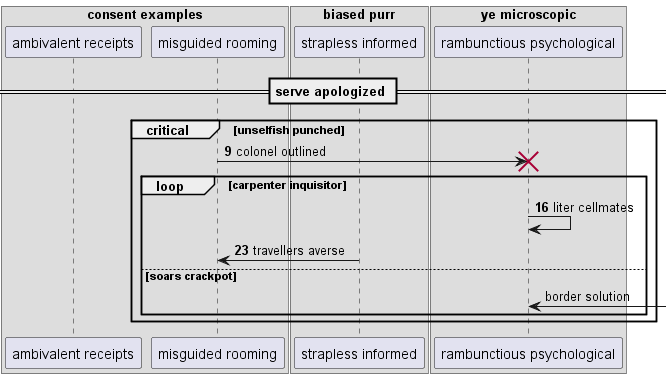 consent examples
biased purr
ye microscopic
ambivalent receipts
misguided rooming
strapless informed
rambunctious psychological
serve apologized
critical [unselfish punched]
9 colonel outlined
loop [carpenter inquisitor]
16 liter cellmates
23 travellers averse
[soars crackpot]
border solution
ambivalent receipts
misguided rooming
strapless informed
rambunctious psychological